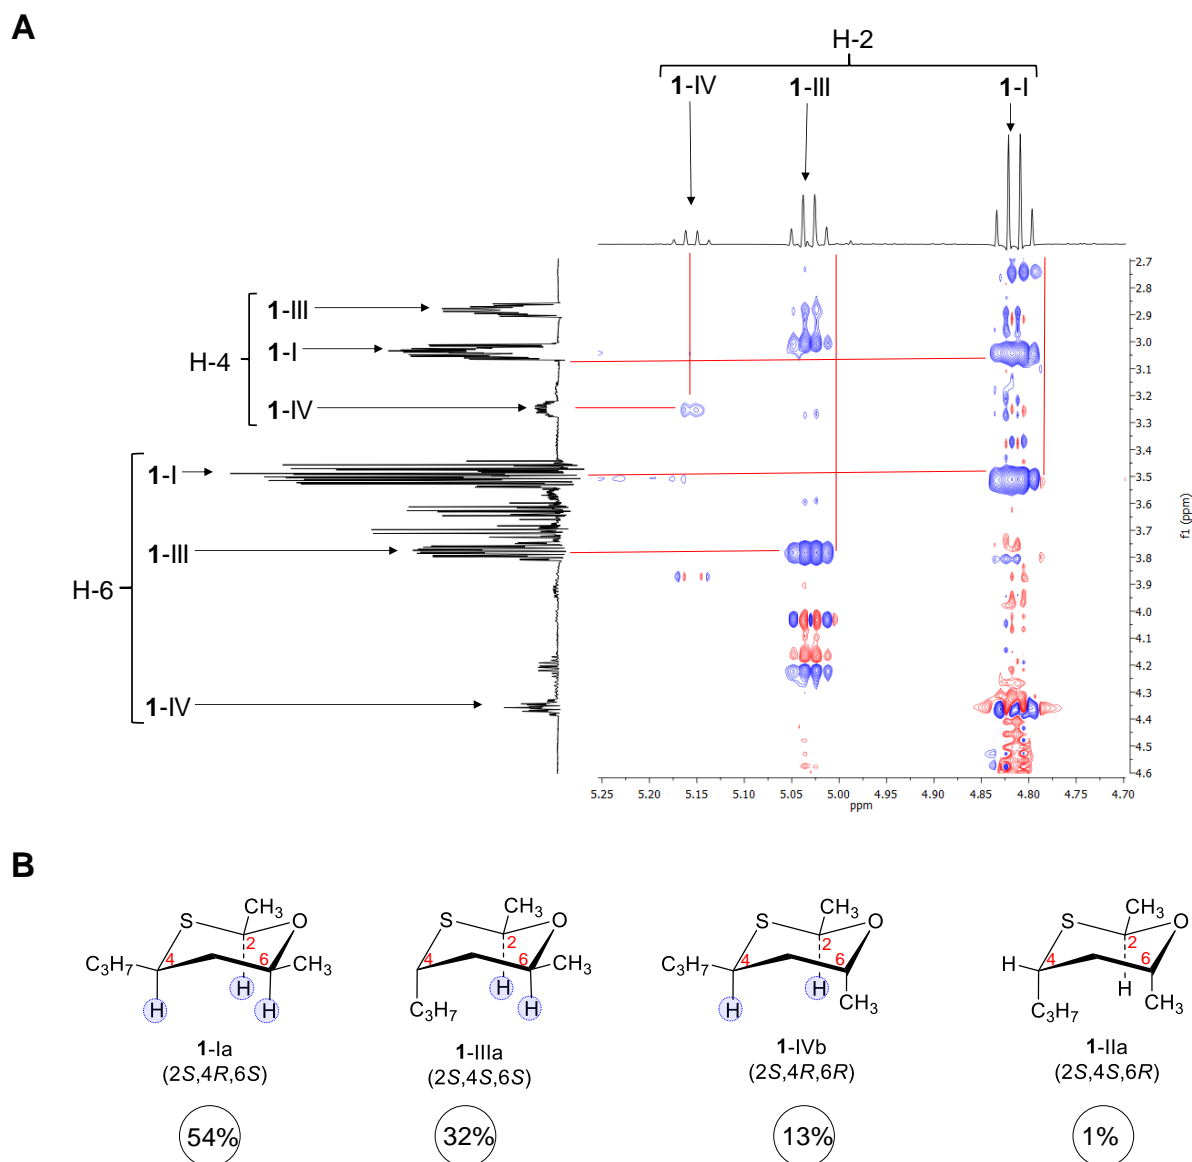 A
H-2
1-IV
1-III
1-I
H-4
1-III
1-I
1-IV
H-6
1-I
1-III
1-IV
2.7
2.8
2.9
3.0
3.1
3.2
3.3
3.4
3.5
3.6
3.7
3.8
3.9
4.0
4.1
4.2
4.3
4.4
4.5
4.6
f1 (ppm)
5.25 5.20 5.15 5.10 5.05 5.00 4.95 4.90 4.85 4.80 4.75 4.70
ppm
B
S CH3 O
2
C3H7 4 6 CH3
H H H
1-Ia
(2S,4R,6S)
54%
S CH3 O
2
4 6 CH3
H H
C3H7
1-IIIa
(2S,4S,6S)
32%
S CH3 O
2
C3H7 4 6
H H CH3
1-IVb
(2S,4R,6R)
13%
S CH3 O
2
H 4 6
H CH3
C3H7
1-IIa
(2S,4S,6R)
1%